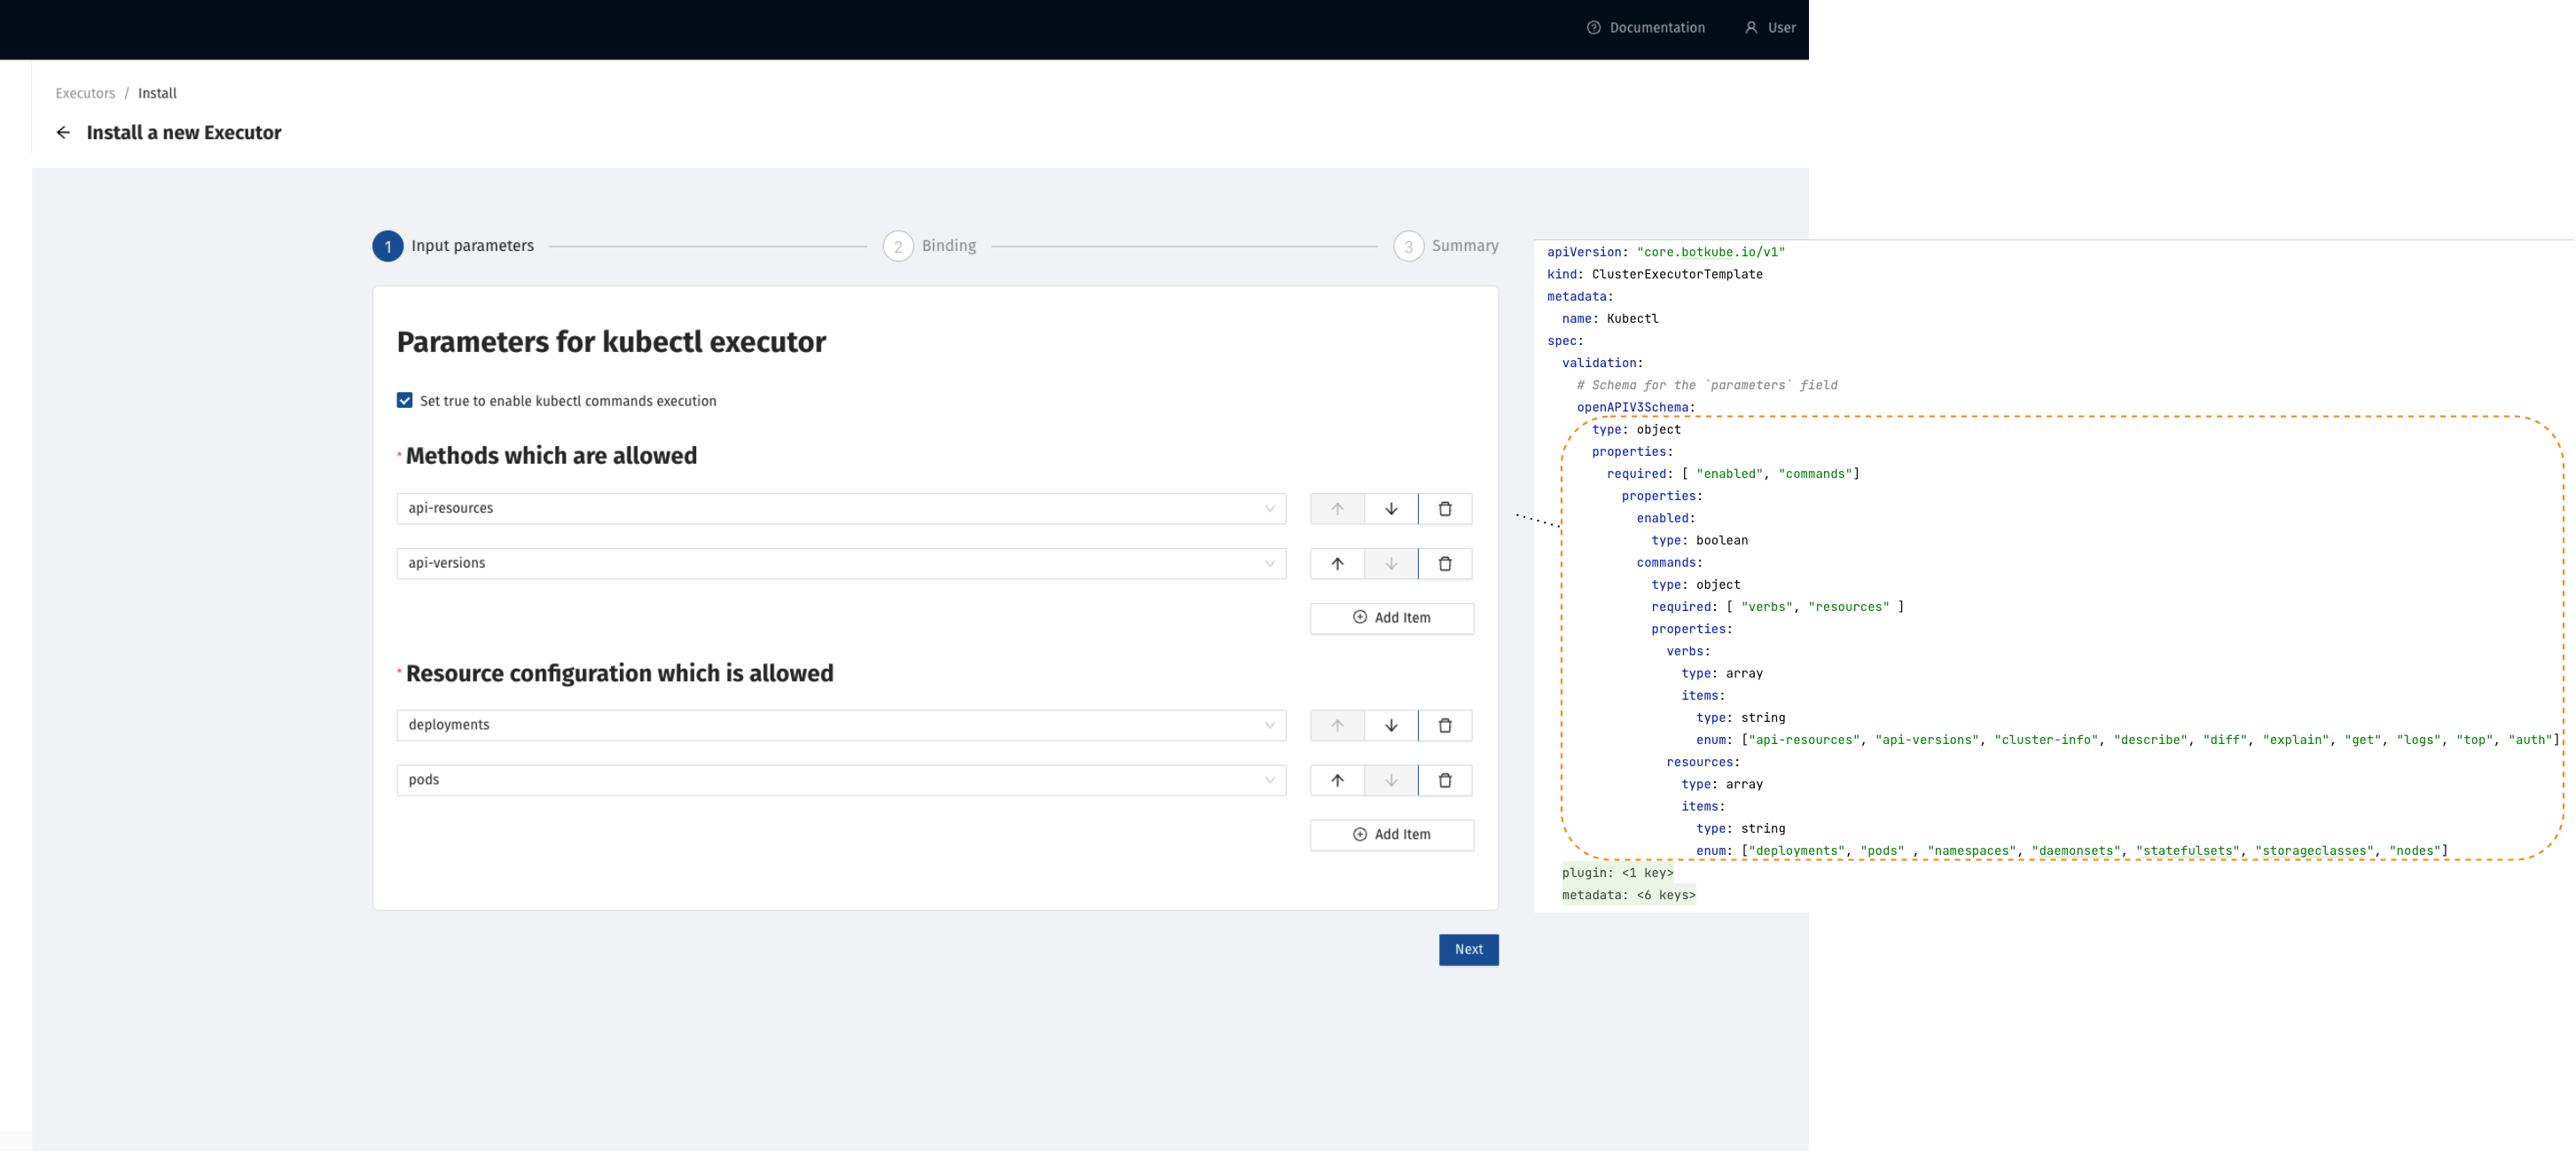 Documentation
User
Executors / Install
Install a new Executor
1 Input parameters
2 Binding
3 Summary
Parameters for kubectl executor
Set true to enable kubectl commands execution
* Methods which are allowed
api-resources
api-versions
Add Item
* Resource configuration which is allowed
deployments
pods
Add Item
Next
apiVersion: "core.botkube.io/v1"
kind: ClusterExecutorTemplate
metadata:
  name: Kubectl
spec:
  validation:
    # Schema for the `parameters` field
    openAPIV3Schema:
      type: object
      properties:
        required: [ "enabled", "commands"]
          properties:
            enabled:
              type: boolean
            commands:
              type: object
              required: [ "verbs", "resources" ]
              properties:
                verbs:
                  type: array
                  items:
                    type: string
                    enum: ["api-resources", "api-versions", "cluster-info", "describe", "diff", "explain", "get", "logs", "top", "auth"]
                resources:
                  type: array
                  items:
                    type: string
                    enum: ["deployments", "pods" , "namespaces", "daemonsets", "statefulsets", "storageclasses", "nodes"]
  plugin: <1 key>
  metadata: <6 keys>